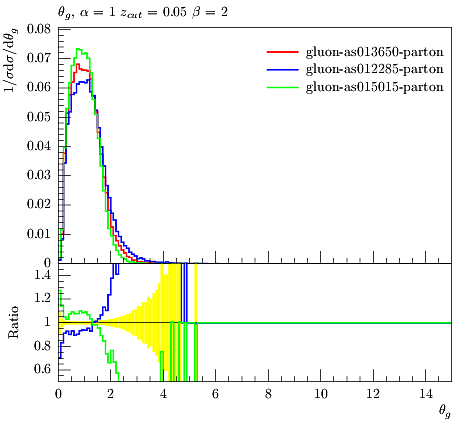 θg, α = 1 zcut = 0.05 β = 2
1/σdσ/dθg
gluon-as013650-parton
gluon-as012285-parton
gluon-as015015-parton
0.08
0.07
0.06
0.05
0.04
0.03
0.02
0.01
0
Ratio
1.4
1.2
1
0.8
0.6
0 2 4 6 8 10 12 14
θg